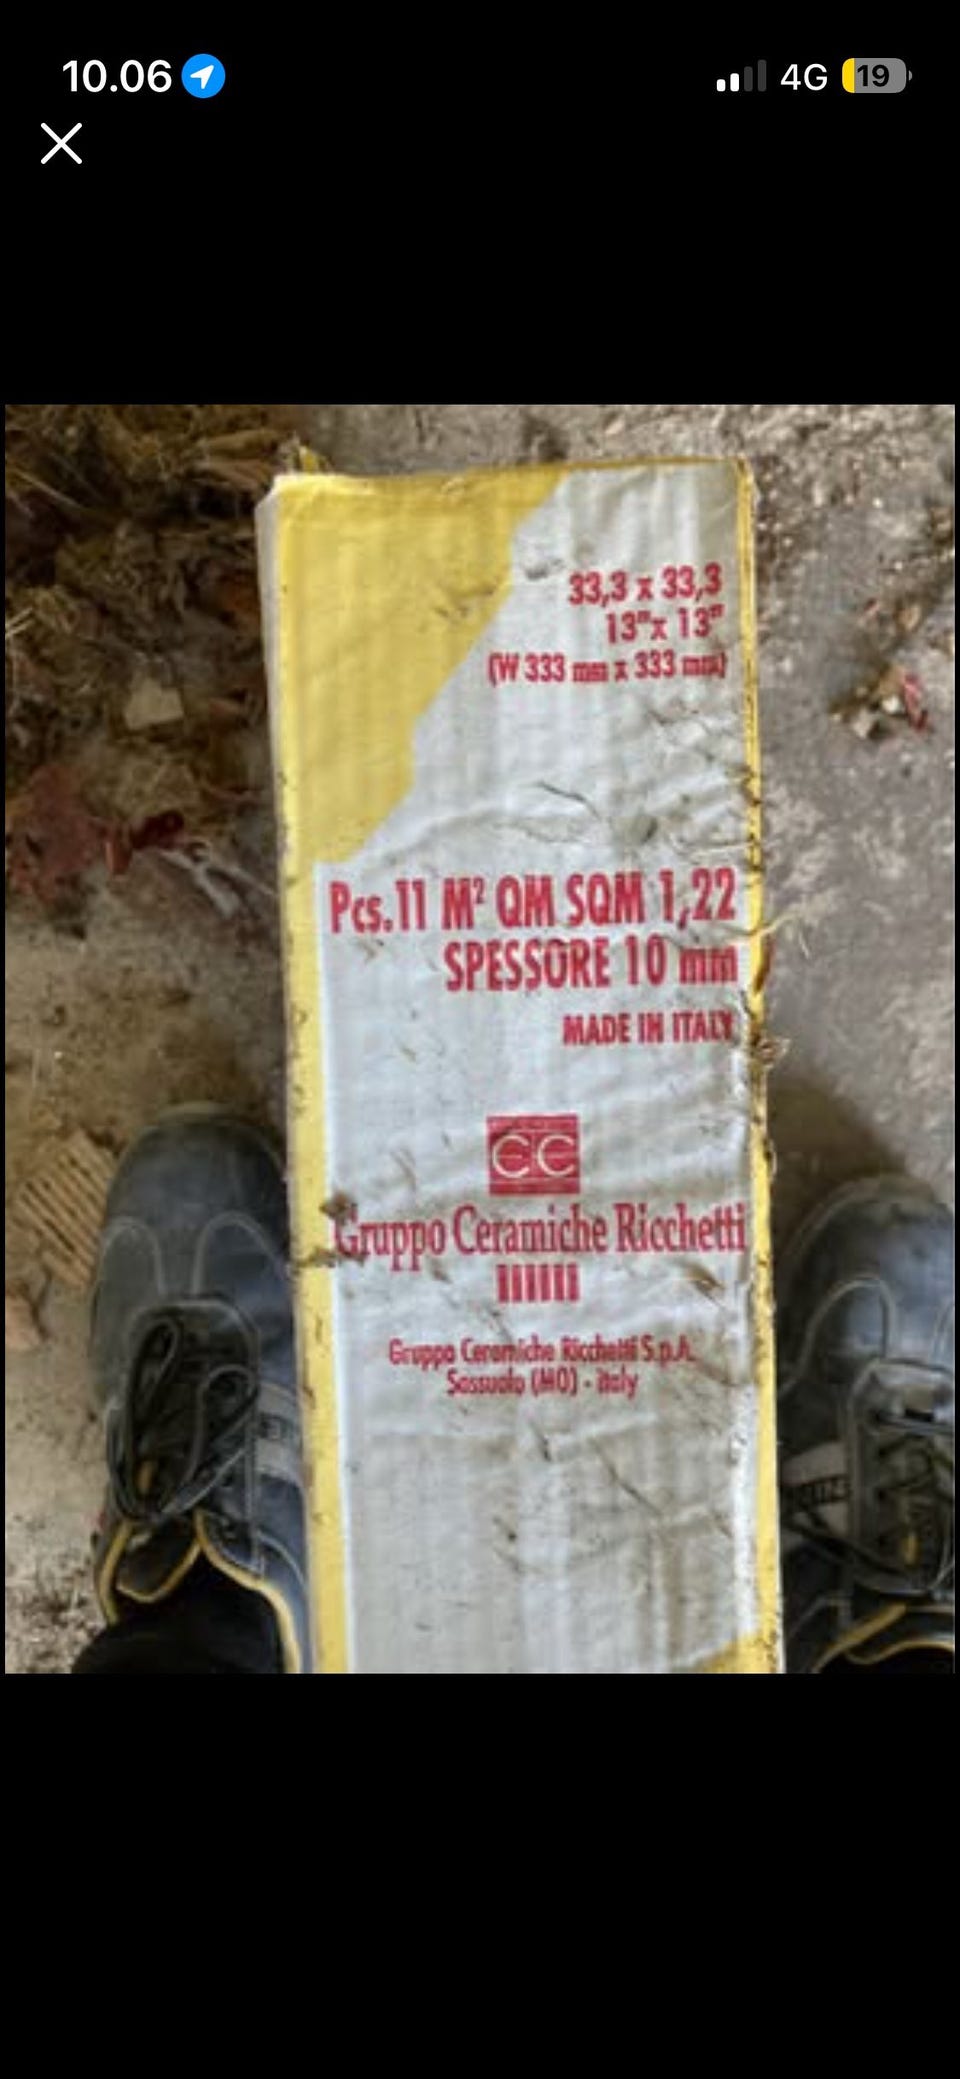 10.06
4G
19
33,3 x 33,3
13"x 13"
(W 333 mm x 333 mm)
Pcs.11 M² QM SQM 1,22
SPESSORE 10 mm
MADE IN ITALY
CC
Gruppo Ceramiche Ricchetti
Gruppo Ceramiche Ricchetti S.p.A.
Sassuolo (MO) - Italy